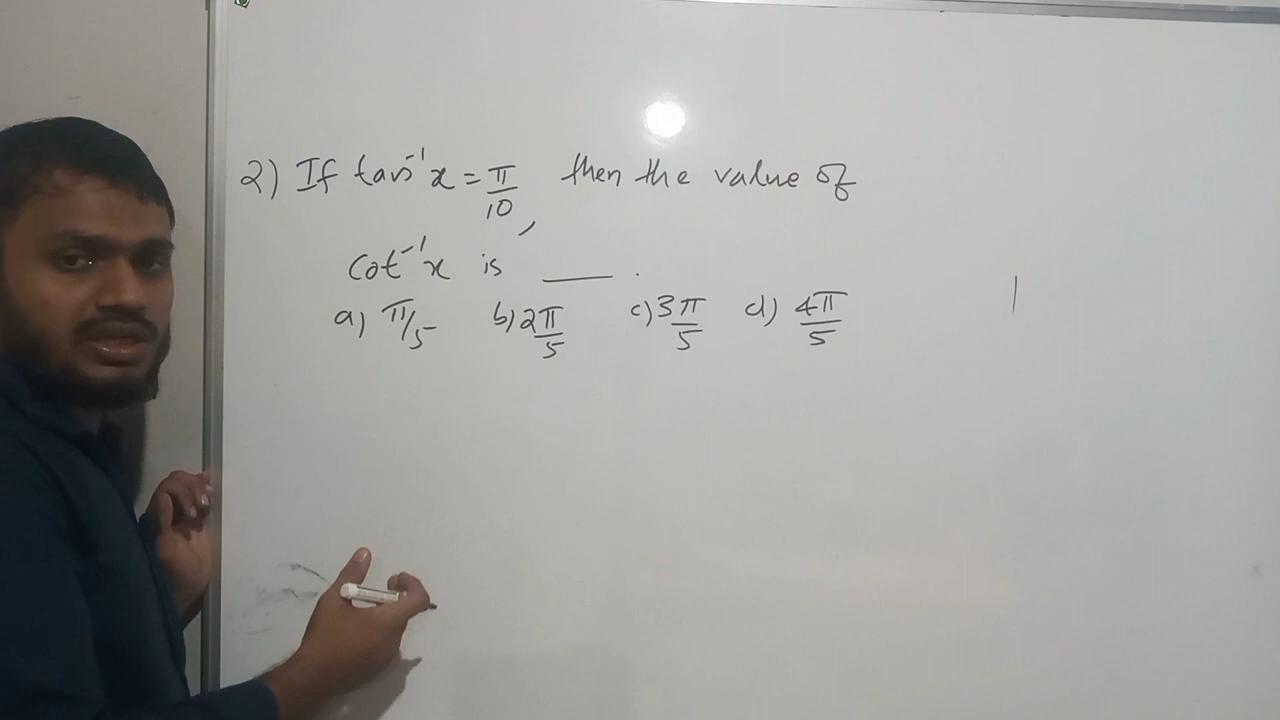 2) If tan⁻¹x = π/10, then the value of
cot⁻¹x is ____.
a) π/5 b) 2π/5 c) 3π/5 d) 4π/5